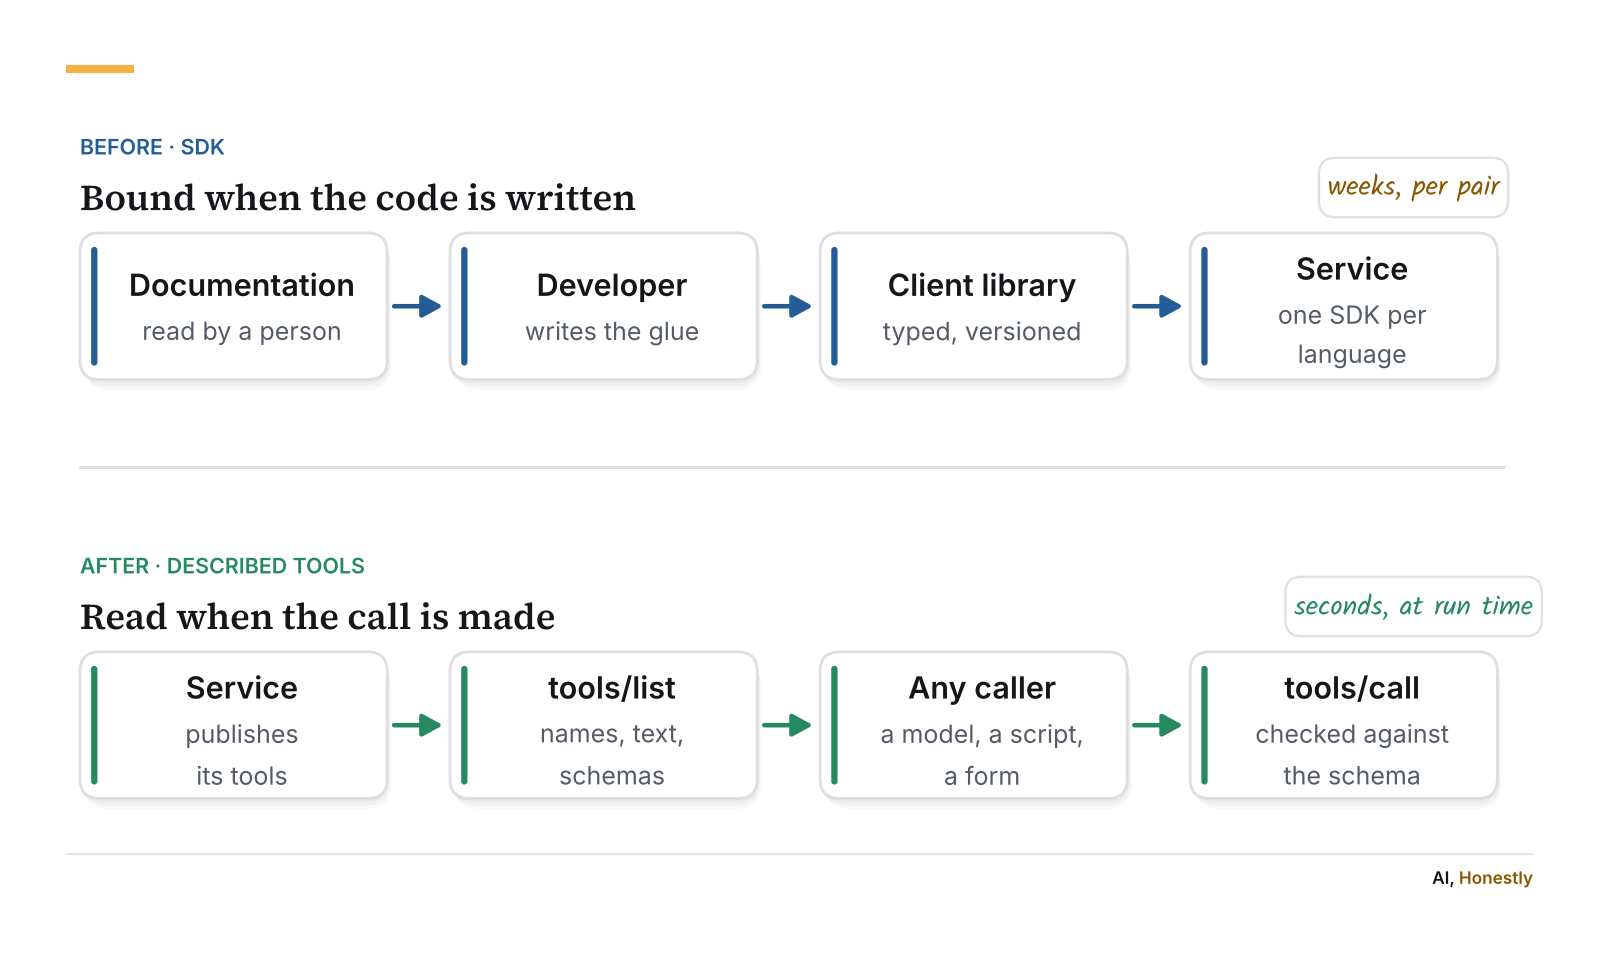 BEFORE · SDK
Bound when the code is written
weeks, per pair
Documentation
read by a person
Developer
writes the glue
Client library
typed, versioned
Service
one SDK per
language
AFTER · DESCRIBED TOOLS
Read when the call is made
seconds, at run time
Service
publishes
its tools
tools/list
names, text,
schemas
Any caller
a model, a script,
a form
tools/call
checked against
the schema
AI, Honestly